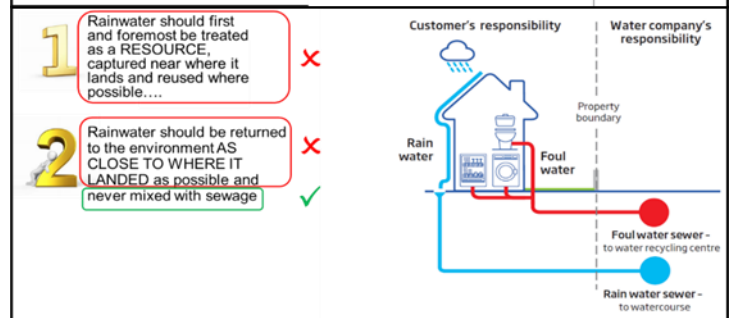 1
Rainwater should first
and foremost be treated
as a RESOURCE,
captured near where it
lands and reused where
possible....
2
Rainwater should be returned
to the environment AS
CLOSE TO WHERE IT
LANDED as possible and
never mixed with sewage
Customer's responsibility
Water company's
responsibility
Property
boundary
Rain
water
Foul
water
Foul water sewer –
to water recycling centre
Rain water sewer –
to watercourse